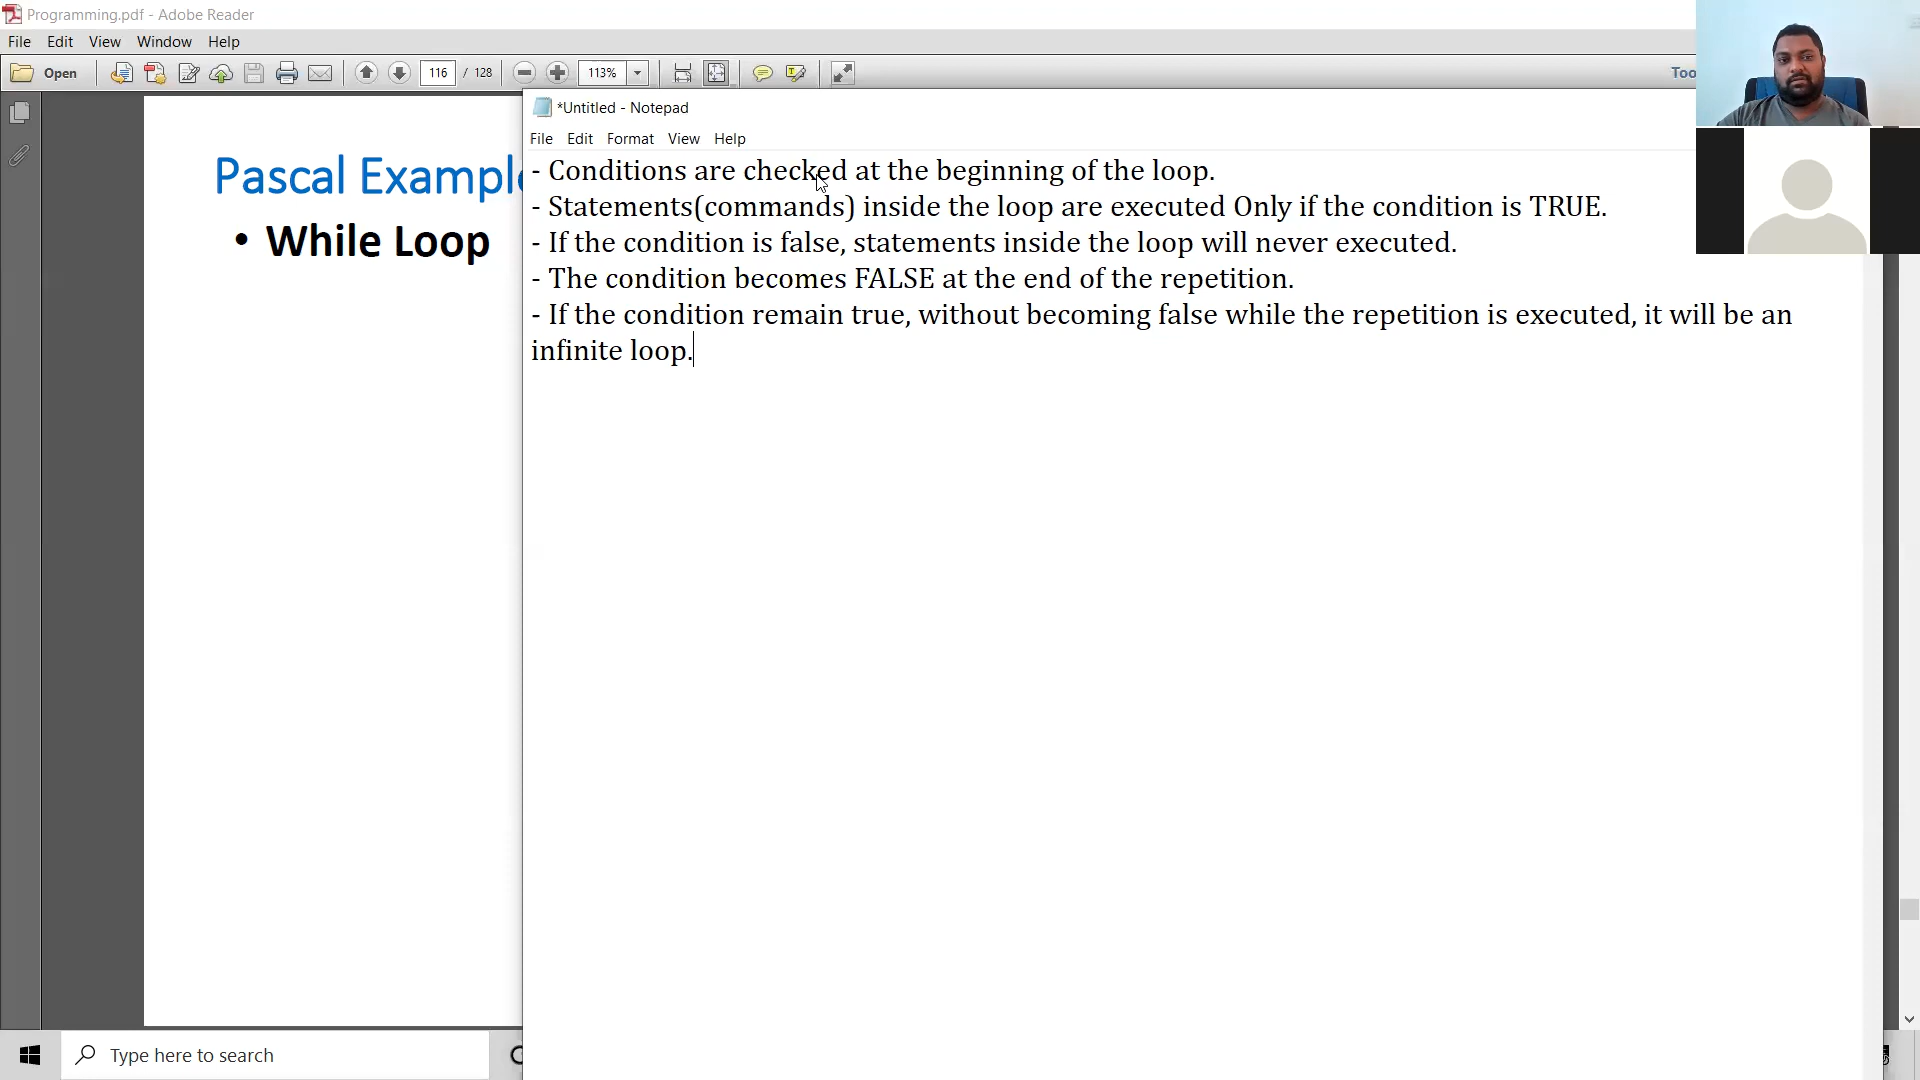 Programming.pdf - Adobe Reader
File Edit View Window Help
Open 116 / 128 113%
Pascal Exampl
• While Loop
*Untitled - Notepad
File Edit Format View Help
- Conditions are checked at the beginning of the loop.
- Statements(commands) inside the loop are executed Only if the condition is TRUE.
- If the condition is false, statements inside the loop will never executed.
- The condition becomes FALSE at the end of the repetition.
- If the condition remain true, without becoming false while the repetition is executed, it will be an
infinite loop.
Type here to search